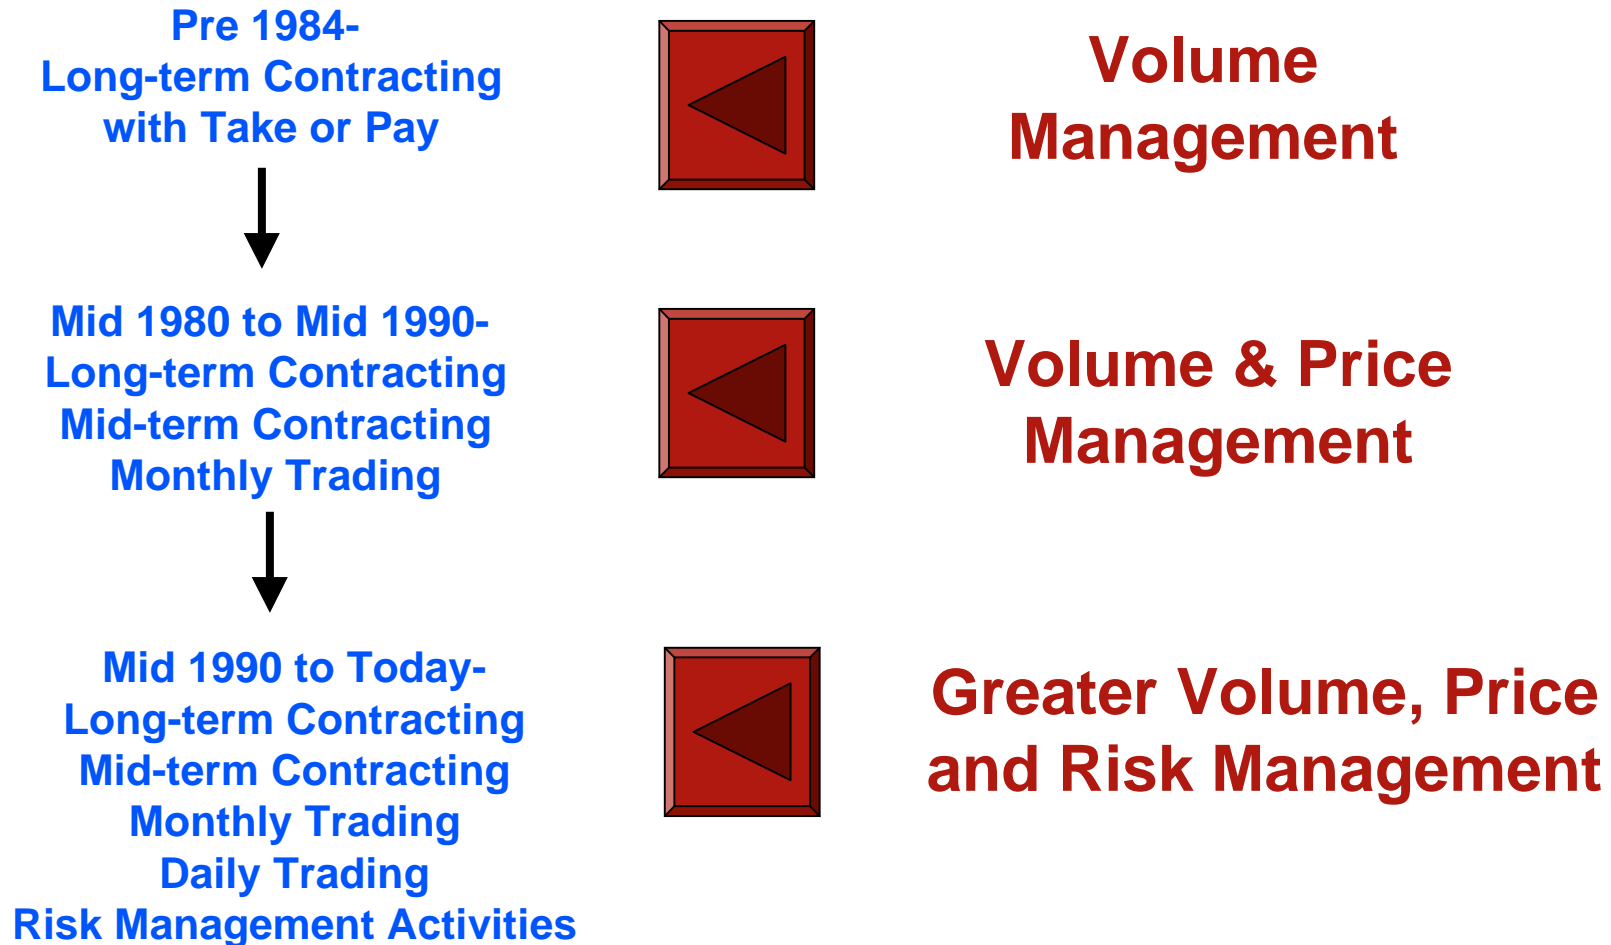 Pre 1984-
Long-term Contracting
with Take or Pay
Volume
Management
Mid 1980 to Mid 1990-
Long-term Contracting
Mid-term Contracting
Monthly Trading
Volume & Price
Management
Mid 1990 to Today-
Long-term Contracting
Mid-term Contracting
Monthly Trading
Daily Trading
Risk Management Activities
Greater Volume, Price
and Risk Management